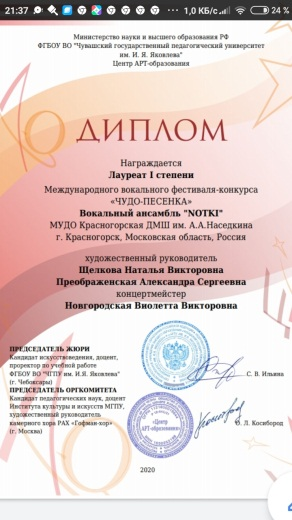 21:37
1,0 КБ/с
24 %
Министерство науки и высшего образования РФ
ФГБОУ ВО "Чувашский государственный педагогический университет
им. И. Я. Яковлева"
Центр АРТ-образования
ДИПЛОМ
Награждается
Лауреат I степени
Международного вокального фестиваля-конкурса
«ЧУДО-ПЕСЕНКА»
Вокальный ансамбль "NOTKI"
МУДО Красногорская ДМШ им. А.А.Наседкина
г. Красногорск, Московская область, Россия
художественный руководитель
Щелкова Наталья Викторовна
Преображенская Александра Сергеевна
концертмейстер
Новгородская Виолетта Викторовна
ПРЕДСЕДАТЕЛЬ ЖЮРИ
Кандидат искусствоведения, доцент,
проректор по учебной работе
ФГБОУ ВО "ЧГПУ им. И.Я. Яковлева"
(г. Чебоксары)
С. В. Ильина
ПРЕДСЕДАТЕЛЬ ОРГКОМИТЕТА
Кандидат педагогических наук, доцент
Института культуры и искусств МГПУ,
художественный руководитель
камерного хора РАХ «Гофман-хор»
(г. Москва)
«Центр
АРТ-образования»
О. Л. Косиборód
2020